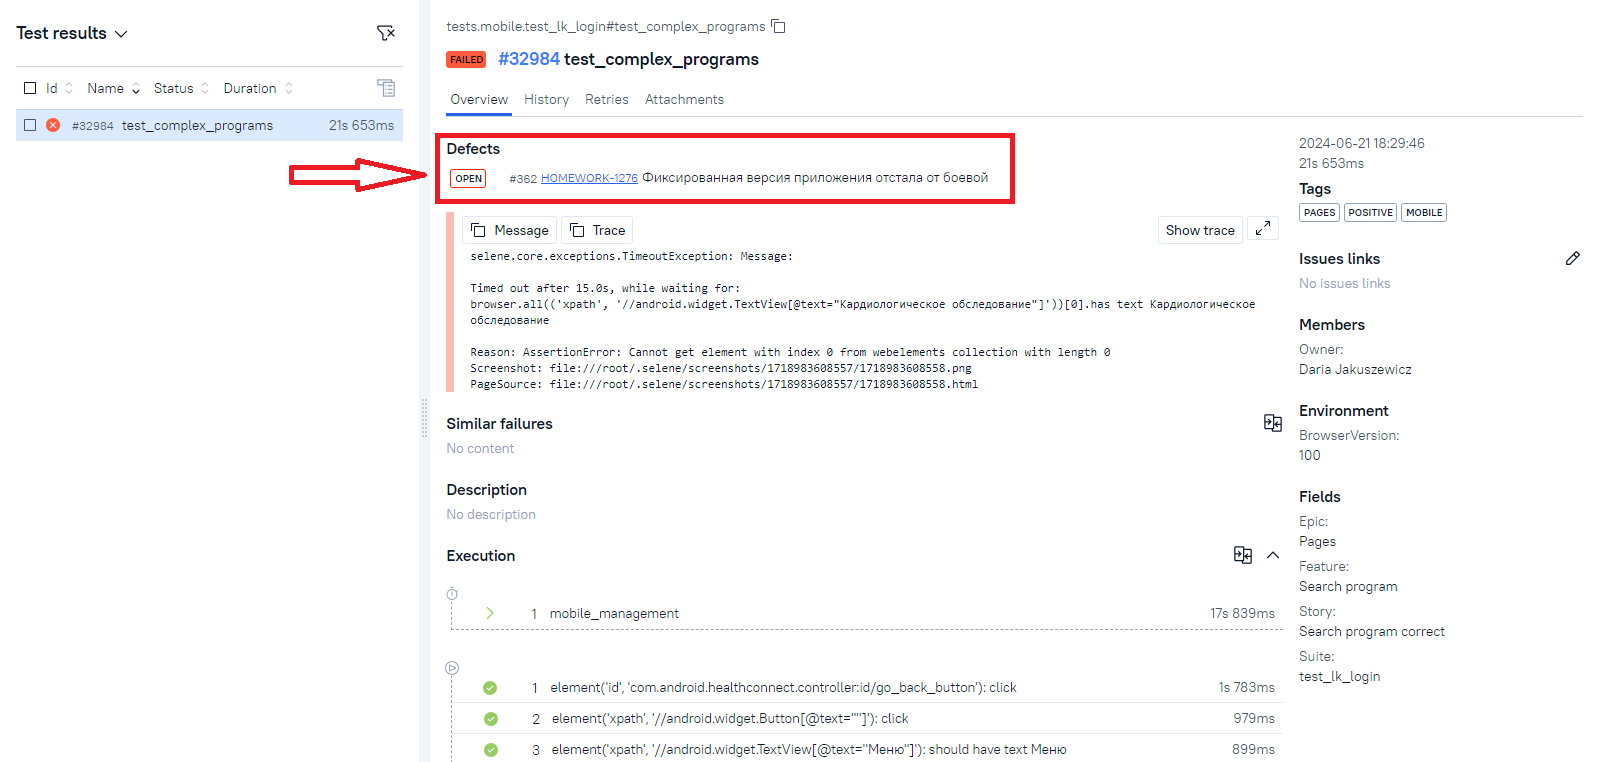 Test results
Id Name Status Duration
#32984 test_complex_programs 21s 653ms
tests.mobile.test_lk_login#test_complex_programs
FAILED #32984 test_complex_programs
Overview History Retries Attachments
Defects
OPEN #362 HOMEWORK-1276 Фиксированная версия приложения отстала от боевой
Message Trace Show trace
selene.core.exceptions.TimeoutException: Message:
Timed out after 15.0s, while waiting for:
browser.all(('xpath', '//android.widget.TextView[@text="Кардиологическое обследование"]'))[0].has text Кардиологическое
обследование
Reason: AssertionError: Cannot get element with index 0 from webelements collection with length 0
Screenshot: file:///root/.selene/screenshots/1718983608557/1718983608558.png
PageSource: file:///root/.selene/screenshots/1718983608557/1718983608558.html
Similar failures
No content
Description
No description
Execution
1 mobile_management 17s 839ms
1 element('id', 'com.android.healthconnect.controller:id/go_back_button'): click 1s 783ms
2 element('xpath', '//android.widget.Button[@text=""]'): click 979ms
3 element('xpath', '//android.widget.TextView[@text="Меню"]'): should have text Меню 899ms
2024-06-21 18:29:46
21s 653ms
Tags
PAGES POSITIVE MOBILE
Issues links
No issues links
Members
Owner:
Daria Jakuszewicz
Environment
BrowserVersion:
100
Fields
Epic:
Pages
Feature:
Search program
Story:
Search program correct
Suite:
test_lk_login